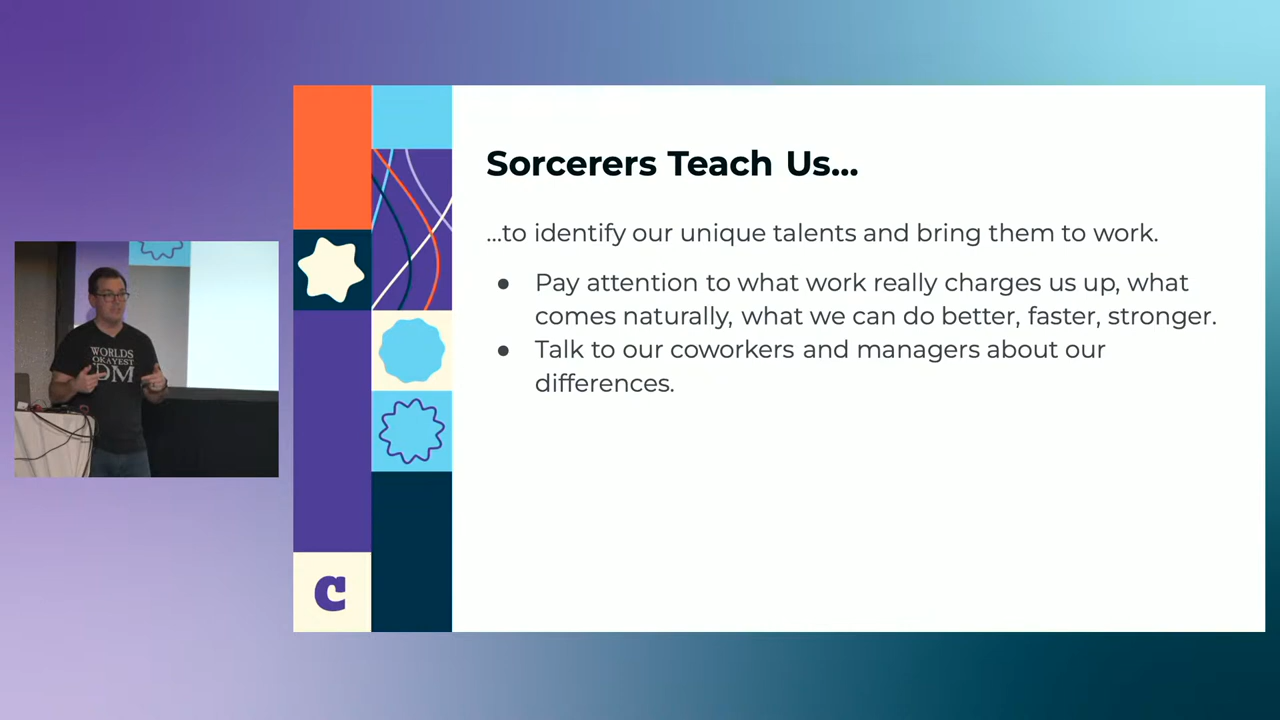 Sorcerers Teach Us...
...to identify our unique talents and bring them to work.
● Pay attention to what work really charges us up, what
comes naturally, what we can do better, faster, stronger.
● Talk to our coworkers and managers about our
differences.
WORLDS
OKAYEST
DM
C